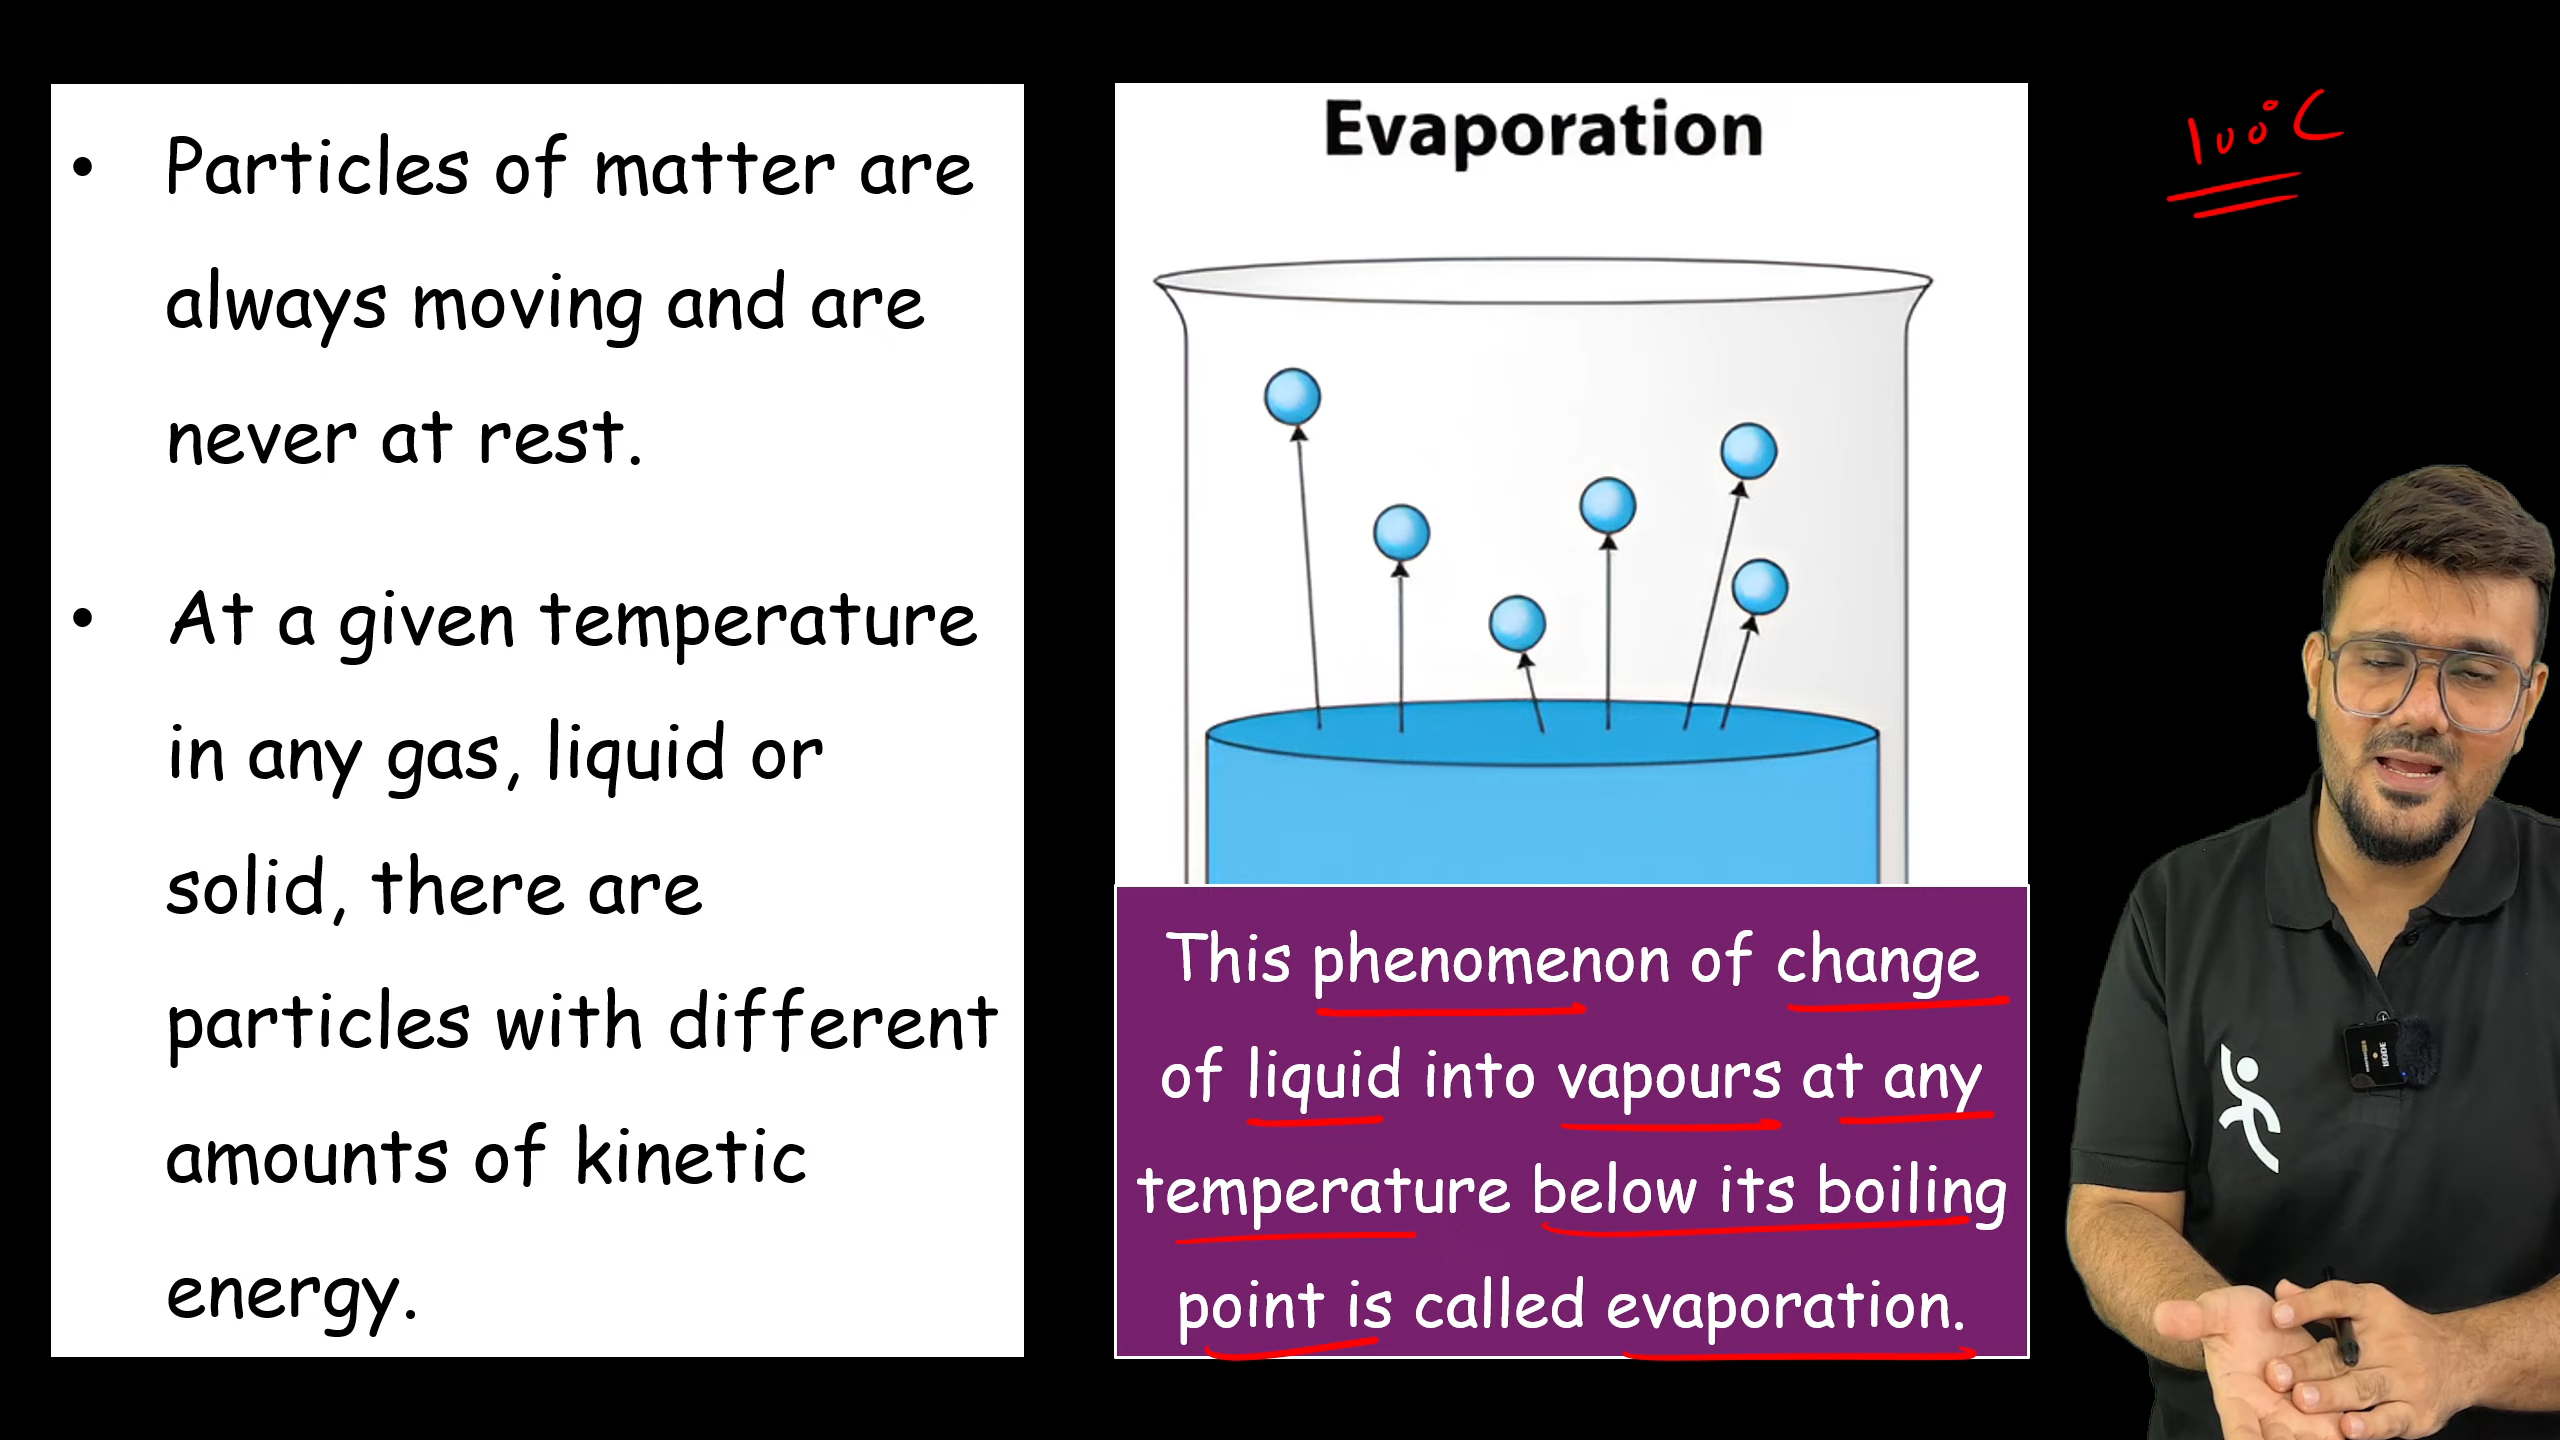 • Particles of matter are
always moving and are
never at rest.
• At a given temperature
in any gas, liquid or
solid, there are
particles with different
amounts of kinetic
energy.
Evaporation
This phenomenon of change
of liquid into vapours at any
temperature below its boiling
point is called evaporation.
100°C
RODE